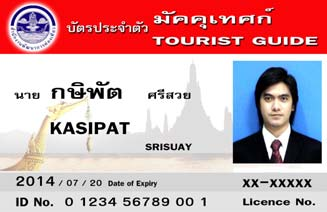 บัตรประจำตัว มัคคุเทศก์
TOURIST GUIDE
นาย กษิพัต ศรีสวย
KASIPAT
SRISUAY
2014 / 07 / 20 Date of Expiry
XX-XXXXX
ID No. 0 1234 56789 00 1
Licence No.